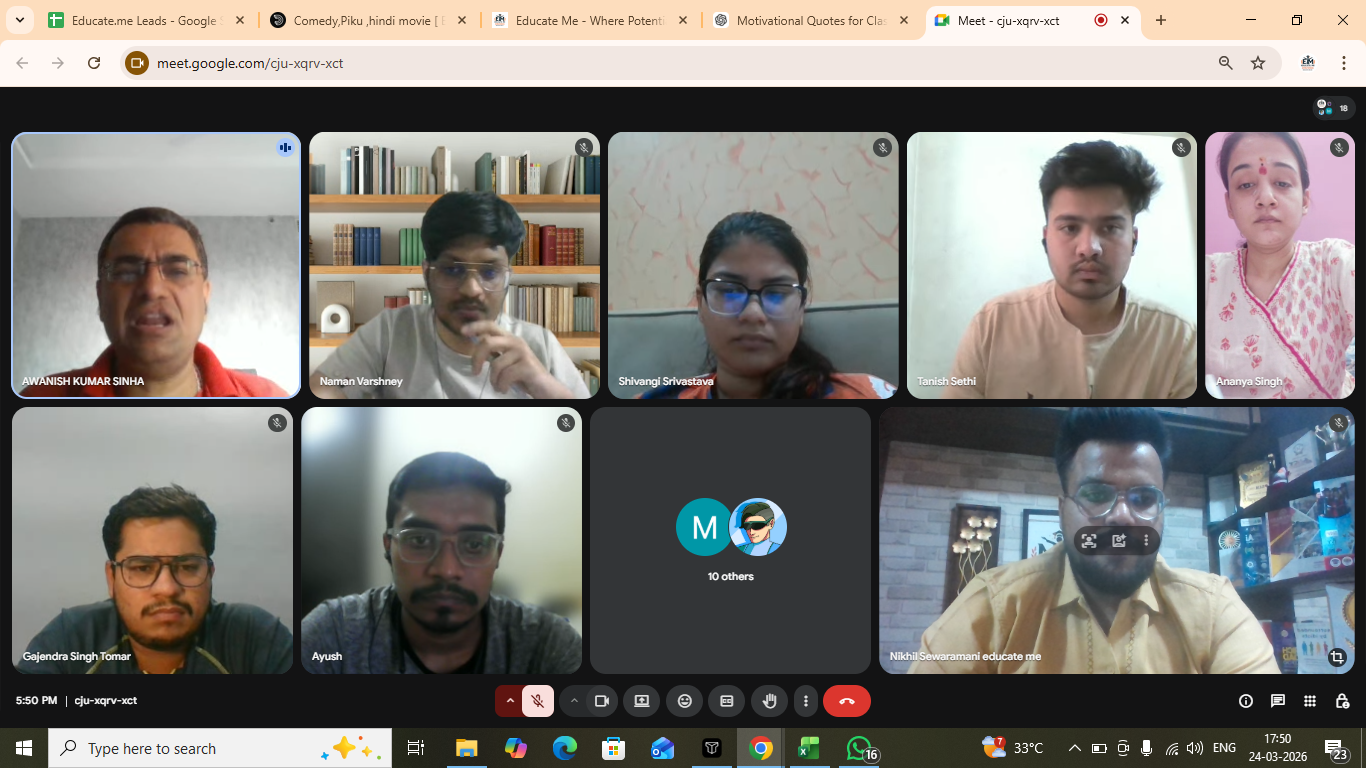 Educate.me Leads - Google S
Comedy,Piku ,hindi movie [ E
Educate Me - Where Potenti
Motivational Quotes for Clas
Meet - cju-xqrv-xct
meet.google.com/cju-xqrv-xct
18
AWANISH KUMAR SINHA
Naman Varshney
Shivangi Srivastava
Tanish Sethi
Ananya Singh
M
10 others
Gajendra Singh Tomar
Ayush
Nikhil Sewaramani educate me
5:50 PM | cju-xqrv-xct
Type here to search
16
7
33°C
ENG
17:50
24-03-2026
23